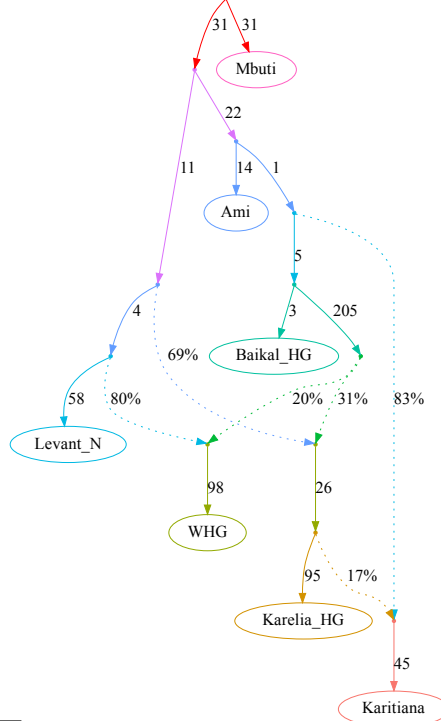 31 31
Mbuti
22
11 14 1
Ami
5
4 3 205
69% Baikal_HG
58 80% 20% 31% 83%
Levant_N
98 26
WHG
95 17%
Karelia_HG
45
Karitiana